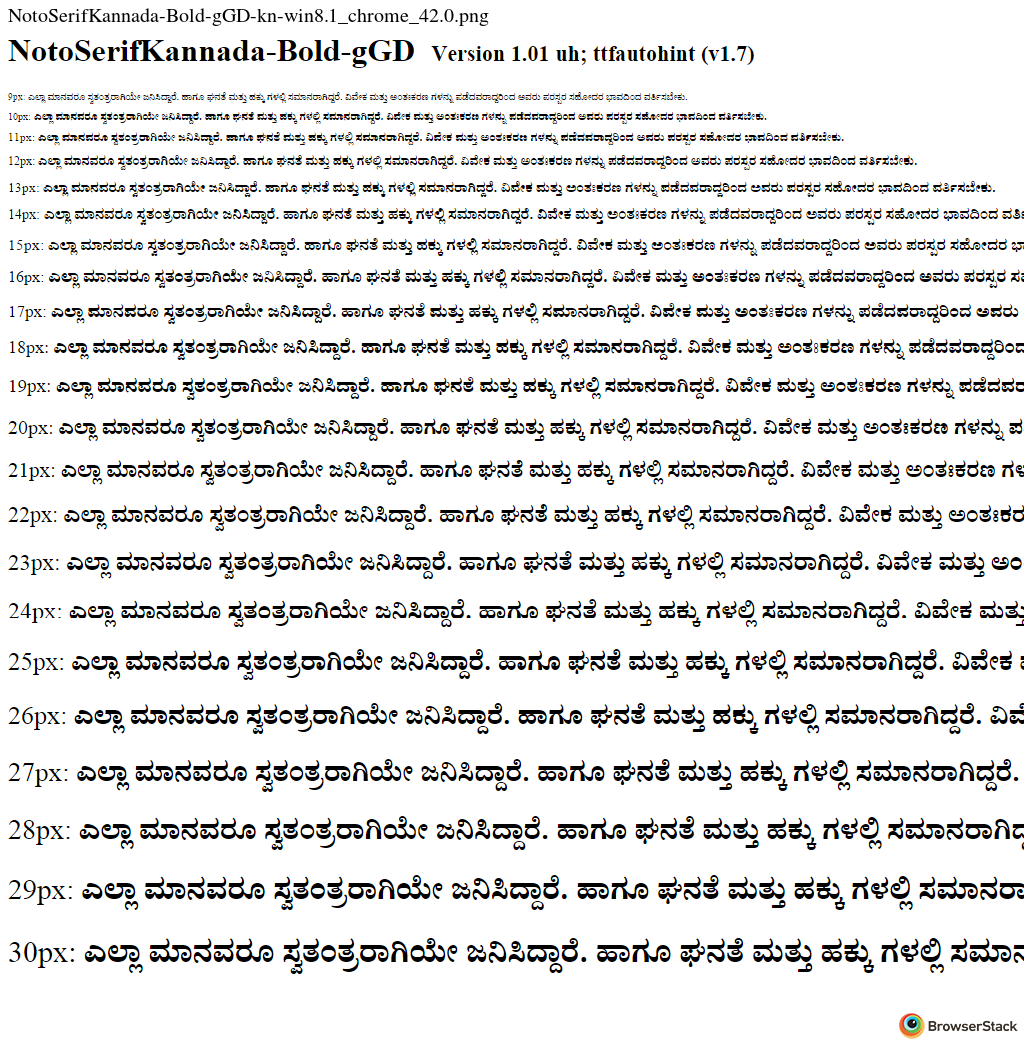 NotoSerifKannada-Bold-gGD-kn-win8.1_chrome_42.0.png
NotoSerifKannada-Bold-gGD Version 1.01 uh; ttfautohint (v1.7)
9px: ಎಲ್ಲಾ ಮಾನವರೂ ಸ್ವತಂತ್ರರಾಗಿಯೇ ಜನಿಸಿದ್ದಾರೆ. ಹಾಗೂ ಘನತೆ ಮತ್ತು ಹಕ್ಕು ಗಳಲ್ಲಿ ಸಮಾನರಾಗಿದ್ದರೆ. ವಿವೇಕ ಮತ್ತು ಅಂತಃಕರಣ ಗಳನ್ನು ಪಡೆದವರಾದ್ದರಿಂದ ಅವರು ಪರಸ್ಪರ ಸಹೋದರ ಭಾವದಿಂದ ವರ್ತಿಸಬೇಕು.
10px: ಎಲ್ಲಾ ಮಾನವರೂ ಸ್ವತಂತ್ರರಾಗಿಯೇ ಜನಿಸಿದ್ದಾರೆ. ಹಾಗೂ ಘನತೆ ಮತ್ತು ಹಕ್ಕು ಗಳಲ್ಲಿ ಸಮಾನರಾಗಿದ್ದರೆ. ವಿವೇಕ ಮತ್ತು ಅಂತಃಕರಣ ಗಳನ್ನು ಪಡೆದವರಾದ್ದರಿಂದ ಅವರು ಪರಸ್ಪರ ಸಹೋದರ ಭಾವದಿಂದ ವರ್ತಿಸಬೇಕು.
11px: ಎಲ್ಲಾ ಮಾನವರೂ ಸ್ವತಂತ್ರರಾಗಿಯೇ ಜನಿಸಿದ್ದಾರೆ. ಹಾಗೂ ಘನತೆ ಮತ್ತು ಹಕ್ಕು ಗಳಲ್ಲಿ ಸಮಾನರಾಗಿದ್ದರೆ. ವಿವೇಕ ಮತ್ತು ಅಂತಃಕರಣ ಗಳನ್ನು ಪಡೆದವರಾದ್ದರಿಂದ ಅವರು ಪರಸ್ಪರ ಸಹೋದರ ಭಾವದಿಂದ ವರ್ತಿಸಬೇಕು.
12px: ಎಲ್ಲಾ ಮಾನವರೂ ಸ್ವತಂತ್ರರಾಗಿಯೇ ಜನಿಸಿದ್ದಾರೆ. ಹಾಗೂ ಘನತೆ ಮತ್ತು ಹಕ್ಕು ಗಳಲ್ಲಿ ಸಮಾನರಾಗಿದ್ದರೆ. ವಿವೇಕ ಮತ್ತು ಅಂತಃಕರಣ ಗಳನ್ನು ಪಡೆದವರಾದ್ದರಿಂದ ಅವರು ಪರಸ್ಪರ ಸಹೋದರ ಭಾವದಿಂದ ವರ್ತಿಸಬೇಕು.
13px: ಎಲ್ಲಾ ಮಾನವರೂ ಸ್ವತಂತ್ರರಾಗಿಯೇ ಜನಿಸಿದ್ದಾರೆ. ಹಾಗೂ ಘನತೆ ಮತ್ತು ಹಕ್ಕು ಗಳಲ್ಲಿ ಸಮಾನರಾಗಿದ್ದರೆ. ವಿವೇಕ ಮತ್ತು ಅಂತಃಕರಣ ಗಳನ್ನು ಪಡೆದವರಾದ್ದರಿಂದ ಅವರು ಪರಸ್ಪರ ಸಹೋದರ ಭಾವದಿಂದ ವರ್ತಿಸಬೇಕು.
14px: ಎಲ್ಲಾ ಮಾನವರೂ ಸ್ವತಂತ್ರರಾಗಿಯೇ ಜನಿಸಿದ್ದಾರೆ. ಹಾಗೂ ಘನತೆ ಮತ್ತು ಹಕ್ಕು ಗಳಲ್ಲಿ ಸಮಾನರಾಗಿದ್ದರೆ. ವಿವೇಕ ಮತ್ತು ಅಂತಃಕರಣ ಗಳನ್ನು ಪಡೆದವರಾದ್ದರಿಂದ ಅವರು ಪರಸ್ಪರ ಸಹೋದರ ಭಾವದಿಂದ
15px: ಎಲ್ಲಾ ಮಾನವರೂ ಸ್ವತಂತ್ರರಾಗಿಯೇ ಜನಿಸಿದ್ದಾರೆ. ಹಾಗೂ ಘನತೆ ಮತ್ತು ಹಕ್ಕು ಗಳಲ್ಲಿ ಸಮಾನರಾಗಿದ್ದರೆ. ವಿವೇಕ ಮತ್ತು ಅಂತಃಕರಣ ಗಳನ್ನು ಪಡೆದವರಾದ್ದರಿಂದ ಅವರು ಪರಸ್ಪರ ಸಹೋದರ
16px: ಎಲ್ಲಾ ಮಾನವರೂ ಸ್ವತಂತ್ರರಾಗಿಯೇ ಜನಿಸಿದ್ದಾರೆ. ಹಾಗೂ ಘನತೆ ಮತ್ತು ಹಕ್ಕು ಗಳಲ್ಲಿ ಸಮಾನರಾಗಿದ್ದರೆ. ವಿವೇಕ ಮತ್ತು ಅಂತಃಕರಣ ಗಳನ್ನು ಪಡೆದವರಾದ್ದರಿಂದ ಅವರು ಪರಸ್ಪರ
17px: ಎಲ್ಲಾ ಮಾನವರೂ ಸ್ವತಂತ್ರರಾಗಿಯೇ ಜನಿಸಿದ್ದಾರೆ. ಹಾಗೂ ಘನತೆ ಮತ್ತು ಹಕ್ಕು ಗಳಲ್ಲಿ ಸಮಾನರಾಗಿದ್ದರೆ. ವಿವೇಕ ಮತ್ತು ಅಂತಃಕರಣ ಗಳನ್ನು ಪಡೆದವರಾದ್ದರಿಂದ ಅವರು
18px: ಎಲ್ಲಾ ಮಾನವರೂ ಸ್ವತಂತ್ರರಾಗಿಯೇ ಜನಿಸಿದ್ದಾರೆ. ಹಾಗೂ ಘನತೆ ಮತ್ತು ಹಕ್ಕು ಗಳಲ್ಲಿ ಸಮಾನರಾಗಿದ್ದರೆ. ವಿವೇಕ ಮತ್ತು ಅಂತಃಕರಣ ಗಳನ್ನು ಪಡೆದವರಾದ್ದರಿಂದ
19px: ಎಲ್ಲಾ ಮಾನವರೂ ಸ್ವತಂತ್ರರಾಗಿಯೇ ಜನಿಸಿದ್ದಾರೆ. ಹಾಗೂ ಘನತೆ ಮತ್ತು ಹಕ್ಕು ಗಳಲ್ಲಿ ಸಮಾನರಾಗಿದ್ದರೆ. ವಿವೇಕ ಮತ್ತು ಅಂತಃಕರಣ ಗಳನ್ನು ಪಡೆದವರ
20px: ಎಲ್ಲಾ ಮಾನವರೂ ಸ್ವತಂತ್ರರಾಗಿಯೇ ಜನಿಸಿದ್ದಾರೆ. ಹಾಗೂ ಘನತೆ ಮತ್ತು ಹಕ್ಕು ಗಳಲ್ಲಿ ಸಮಾನರಾಗಿದ್ದರೆ. ವಿವೇಕ ಮತ್ತು ಅಂತಃಕರಣ ಗಳನ್ನು ಪ
21px: ಎಲ್ಲಾ ಮಾನವರೂ ಸ್ವತಂತ್ರರಾಗಿಯೇ ಜನಿಸಿದ್ದಾರೆ. ಹಾಗೂ ಘನತೆ ಮತ್ತು ಹಕ್ಕು ಗಳಲ್ಲಿ ಸಮಾನರಾಗಿದ್ದರೆ. ವಿವೇಕ ಮತ್ತು ಅಂತಃಕರಣ ಗಳ
22px: ಎಲ್ಲಾ ಮಾನವರೂ ಸ್ವತಂತ್ರರಾಗಿಯೇ ಜನಿಸಿದ್ದಾರೆ. ಹಾಗೂ ಘನತೆ ಮತ್ತು ಹಕ್ಕು ಗಳಲ್ಲಿ ಸಮಾನರಾಗಿದ್ದರೆ. ವಿವೇಕ ಮತ್ತು ಅಂತಃಕರ
23px: ಎಲ್ಲಾ ಮಾನವರೂ ಸ್ವತಂತ್ರರಾಗಿಯೇ ಜನಿಸಿದ್ದಾರೆ. ಹಾಗೂ ಘನತೆ ಮತ್ತು ಹಕ್ಕು ಗಳಲ್ಲಿ ಸಮಾನರಾಗಿದ್ದರೆ. ವಿವೇಕ ಮತ್ತು ಅಂ
24px: ಎಲ್ಲಾ ಮಾನವರೂ ಸ್ವತಂತ್ರರಾಗಿಯೇ ಜನಿಸಿದ್ದಾರೆ. ಹಾಗೂ ಘನತೆ ಮತ್ತು ಹಕ್ಕು ಗಳಲ್ಲಿ ಸಮಾನರಾಗಿದ್ದರೆ. ವಿವೇಕ ಮತ್ತು
25px: ಎಲ್ಲಾ ಮಾನವರೂ ಸ್ವತಂತ್ರರಾಗಿಯೇ ಜನಿಸಿದ್ದಾರೆ. ಹಾಗೂ ಘನತೆ ಮತ್ತು ಹಕ್ಕು ಗಳಲ್ಲಿ ಸಮಾನರಾಗಿದ್ದರೆ. ವಿವೇಕ
26px: ಎಲ್ಲಾ ಮಾನವರೂ ಸ್ವತಂತ್ರರಾಗಿಯೇ ಜನಿಸಿದ್ದಾರೆ. ಹಾಗೂ ಘನತೆ ಮತ್ತು ಹಕ್ಕು ಗಳಲ್ಲಿ ಸಮಾನರಾಗಿದ್ದರೆ. ವಿವೆ
27px: ಎಲ್ಲಾ ಮಾನವರೂ ಸ್ವತಂತ್ರರಾಗಿಯೇ ಜನಿಸಿದ್ದಾರೆ. ಹಾಗೂ ಘನತೆ ಮತ್ತು ಹಕ್ಕು ಗಳಲ್ಲಿ ಸಮಾನರಾಗಿದ್ದರೆ.
28px: ಎಲ್ಲಾ ಮಾನವರೂ ಸ್ವತಂತ್ರರಾಗಿಯೇ ಜನಿಸಿದ್ದಾರೆ. ಹಾಗೂ ಘನತೆ ಮತ್ತು ಹಕ್ಕು ಗಳಲ್ಲಿ ಸಮಾನರಾಗಿದ್ದ
29px: ಎಲ್ಲಾ ಮಾನವರೂ ಸ್ವತಂತ್ರರಾಗಿಯೇ ಜನಿಸಿದ್ದಾರೆ. ಹಾಗೂ ಘನತೆ ಮತ್ತು ಹಕ್ಕು ಗಳಲ್ಲಿ ಸಮಾನರಾ
30px: ಎಲ್ಲಾ ಮಾನವರೂ ಸ್ವತಂತ್ರರಾಗಿಯೇ ಜನಿಸಿದ್ದಾರೆ. ಹಾಗೂ ಘನತೆ ಮತ್ತು ಹಕ್ಕು ಗಳಲ್ಲಿ ಸಮಾನ
BrowserStack